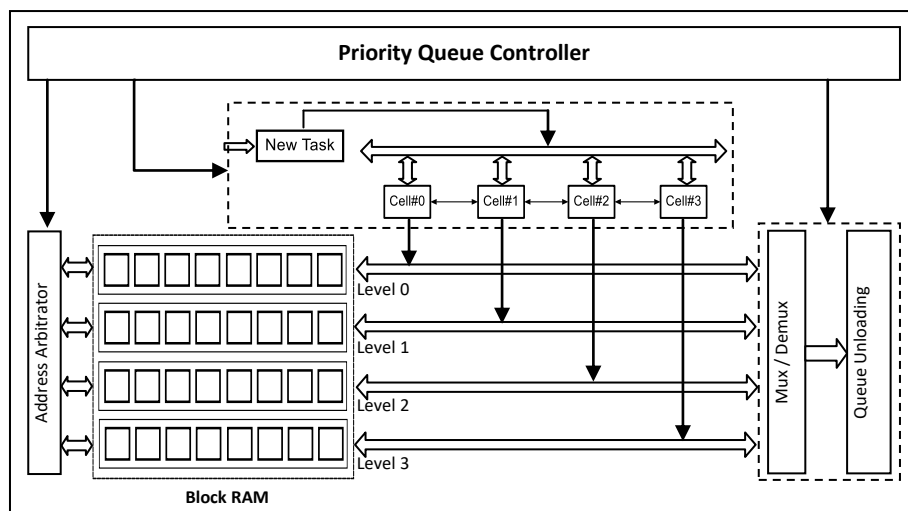 Priority Queue Controller
New Task
Cell#0
Cell#1
Cell#2
Cell#3
Address Arbitrator
Level 0
Level 1
Level 2
Level 3
Mux / Demux
Queue Unloading
Block RAM